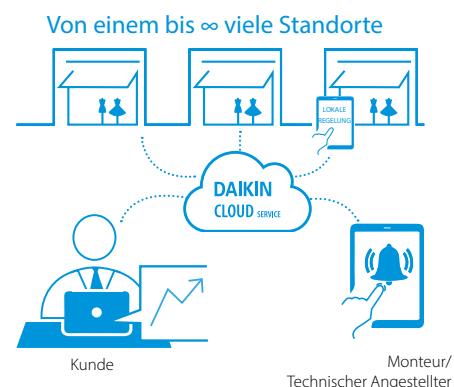 Von einem bis ∞ viele Standorte
LOKALE
REGELUNG
DAIKIN
CLOUD SERVICE
Kunde
Monteur/
Technischer Angestellter